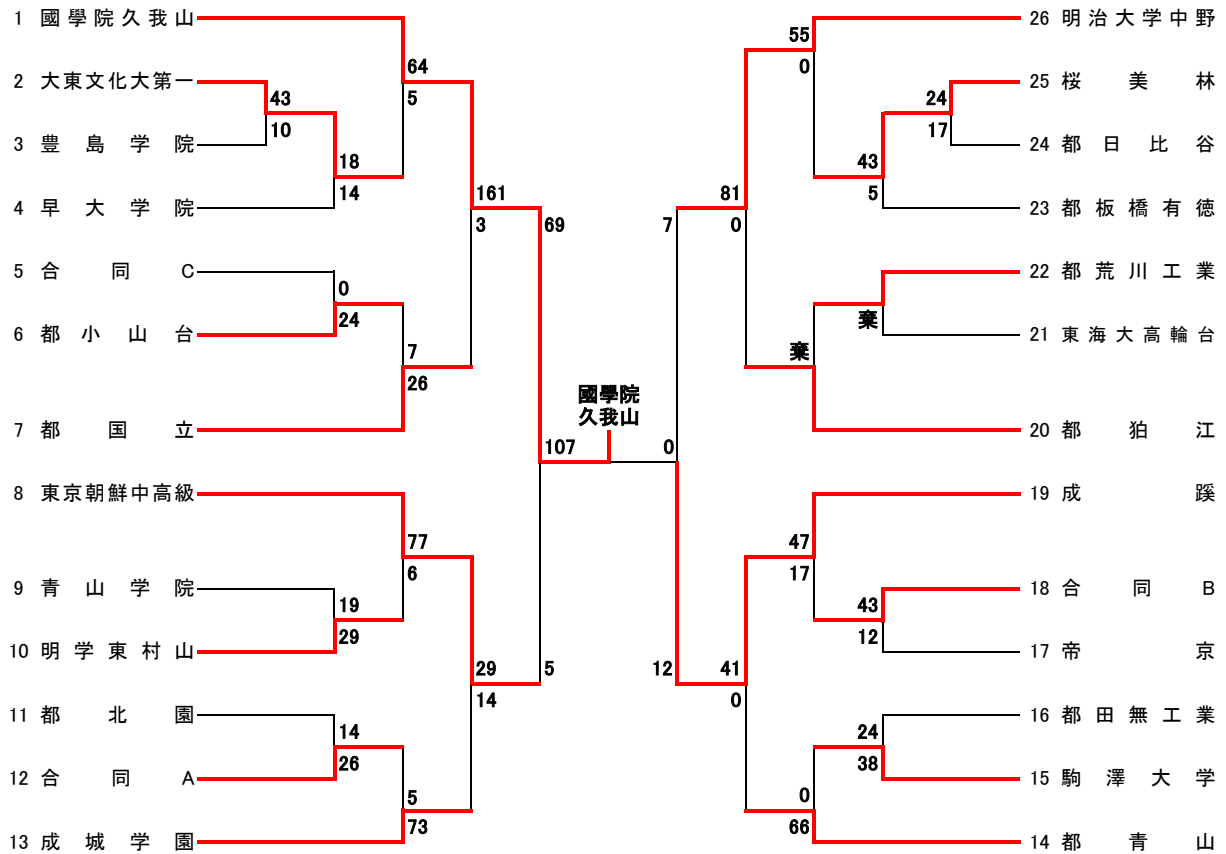 1 國學院久我山
64
5
2 大東文化大第一
43
10
3 豊島学院
18
14
4 早大学院
161
3
69
5 合同C
0
24
6 都小山台
7
26
7 都国立
107
5
8 東京朝鮮中高級
77
6
9 青山学院
19
29
10 明学東村山
29
14
11 都北園
14
26
12 合同A
5
73
13 成城学園
國學院
久我山
0
26 明治大学中野
55
0
25 桜美林
24
17
24 都日比谷
43
5
23 都板橋有徳
81
0
7
22 都荒川工業
棄
21 東海大高輪台
棄
20 都狛江
19 成蹊
47
17
18 合同B
43
12
17 帝京
12
41
0
16 都田無工業
24
38
15 駒澤大学
0
66
14 都青山